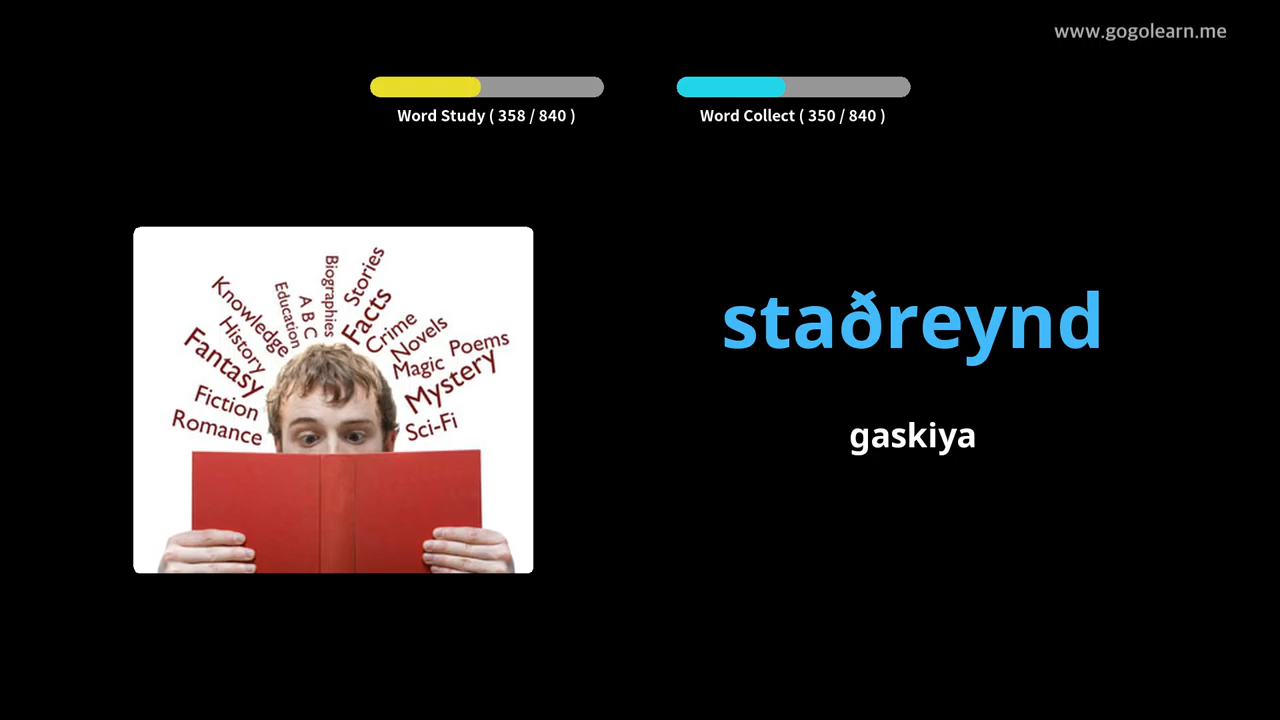 www.gogolearn.me
Word Study ( 358 / 840 )
Word Collect ( 350 / 840 )
Knowledge
History
Fantasy
Fiction
Romance
Education
A B C
Biographies
Stories
Facts
Crime
Novels
Magic
Poems
Mystery
Sci-Fi
staðreynd
gaskiya